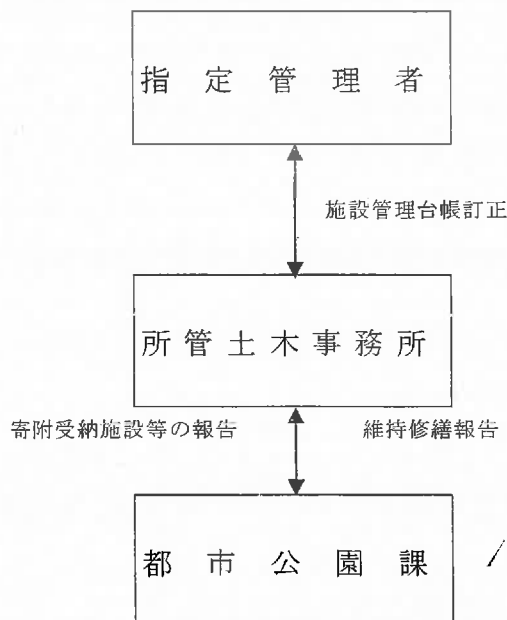 指定管理者
施設管理台帳訂正
所管土木事務所
寄附受納施設等の報告
維持修繕報告
都市公園課